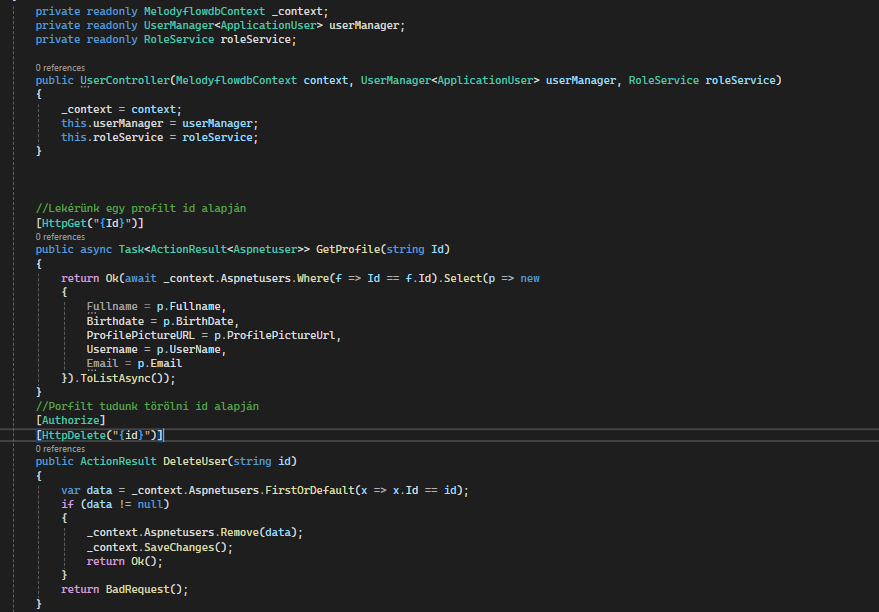 private readonly MelodyflowdbContext _context;
private readonly UserManager<ApplicationUser> userManager;
private readonly RoleService roleService;
0 references
public UserController(MelodyflowdbContext context, UserManager<ApplicationUser> userManager, RoleService roleService)
{
_context = context;
this.userManager = userManager;
this.roleService = roleService;
}
//Lekérünk egy profilt id alapján
[HttpGet("{Id}")]
0 references
public async Task<ActionResult<Aspnetuser>> GetProfile(string Id)
{
return Ok(await _context.Aspnetusers.Where(f => Id == f.Id).Select(p => new
{
Fullname = p.Fullname,
Birthdate = p.BirthDate,
ProfilePictureURL = p.ProfilePictureUrl,
Username = p.UserName,
Email = p.Email
}).ToListAsync());
}
//Porfilt tudunk törölni id alapján
[Authorize]
[HttpDelete("{id}")]
0 references
public ActionResult DeleteUser(string id)
{
var data = _context.Aspnetusers.FirstOrDefault(x => x.Id == id);
if (data != null)
{
_context.Aspnetusers.Remove(data);
_context.SaveChanges();
return Ok();
}
return BadRequest();
}